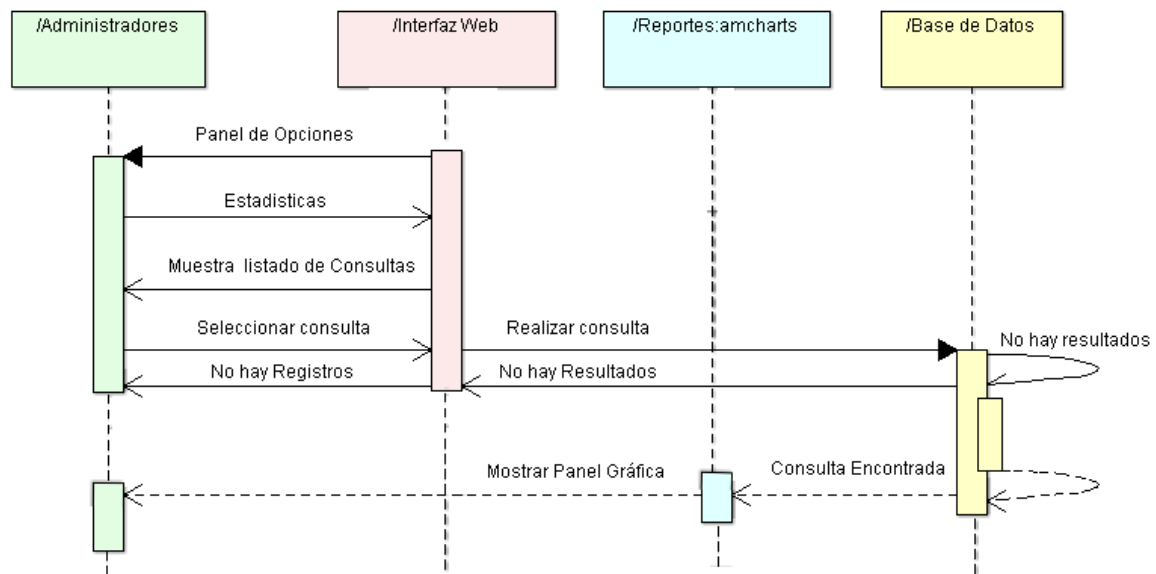 /Administradores
/Interfaz Web
/Reportes:amcharts
/Base de Datos
Panel de Opciones
Estadisticas
Muestra listado de Consultas
Seleccionar consulta
Realizar consulta
No hay resultados
No hay Registros
No hay Resultados
Mostrar Panel Gráfica
Consulta Encontrada